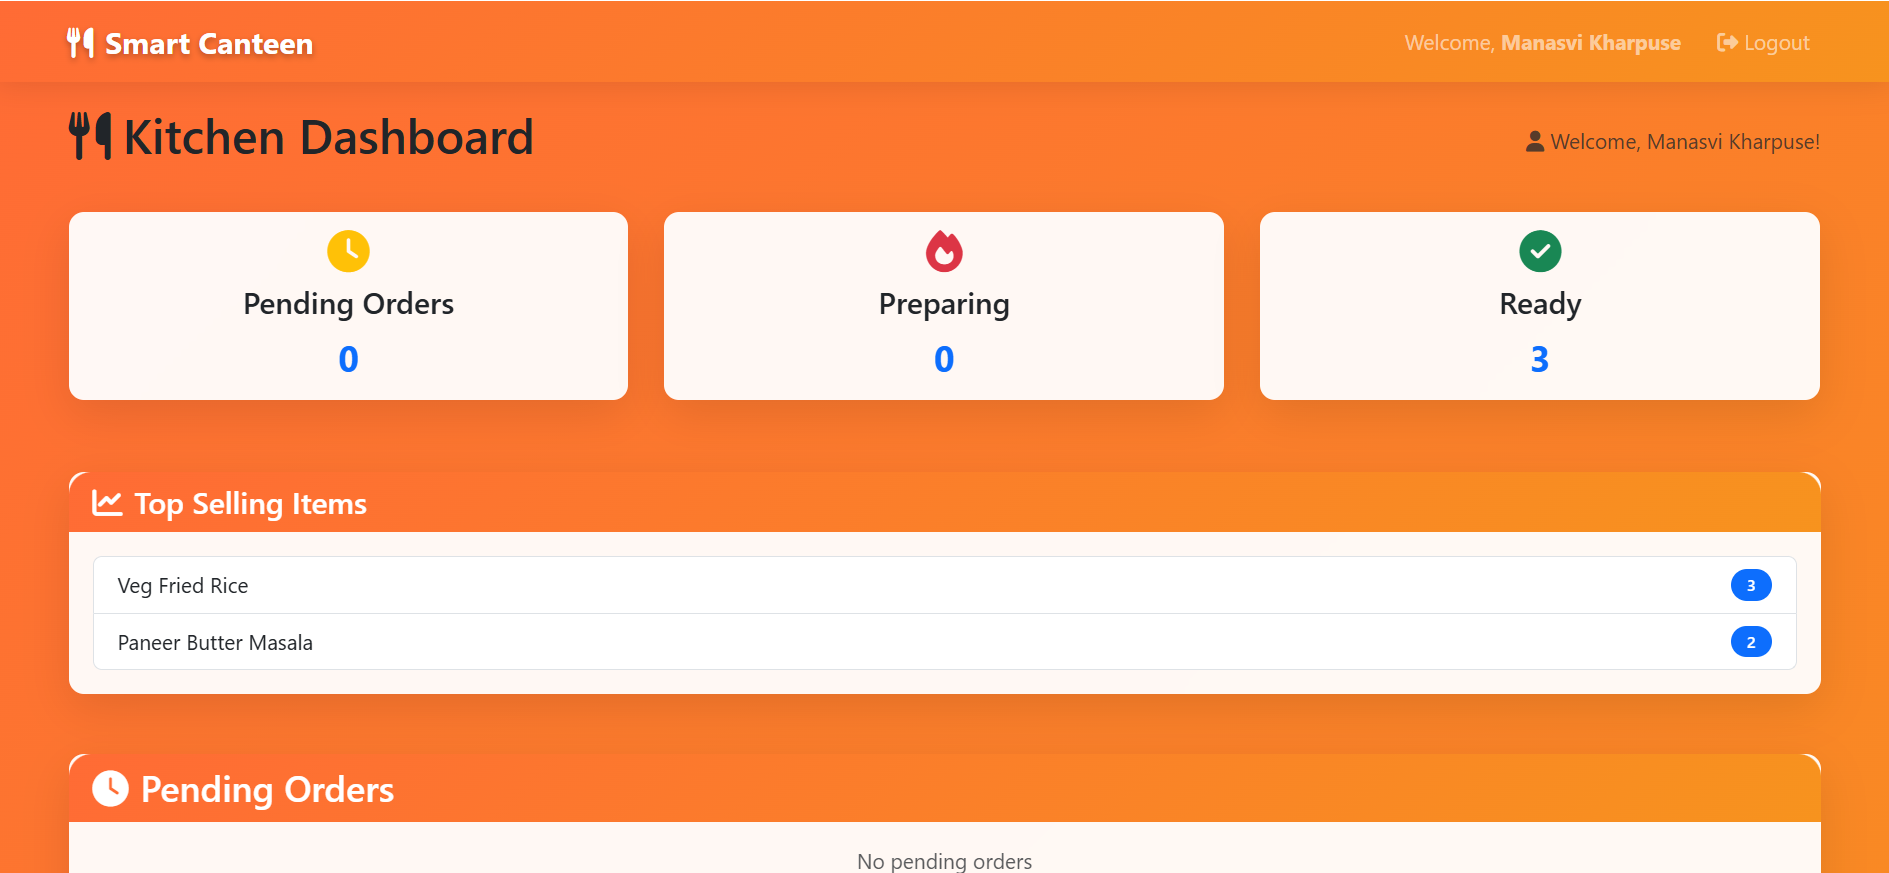 Smart Canteen
Welcome, Manasvi Kharpuse Logout
Kitchen Dashboard
Welcome, Manasvi Kharpuse!
Pending Orders
0
Preparing
0
Ready
3
Top Selling Items
Veg Fried Rice 3
Paneer Butter Masala 2
Pending Orders
No pending orders